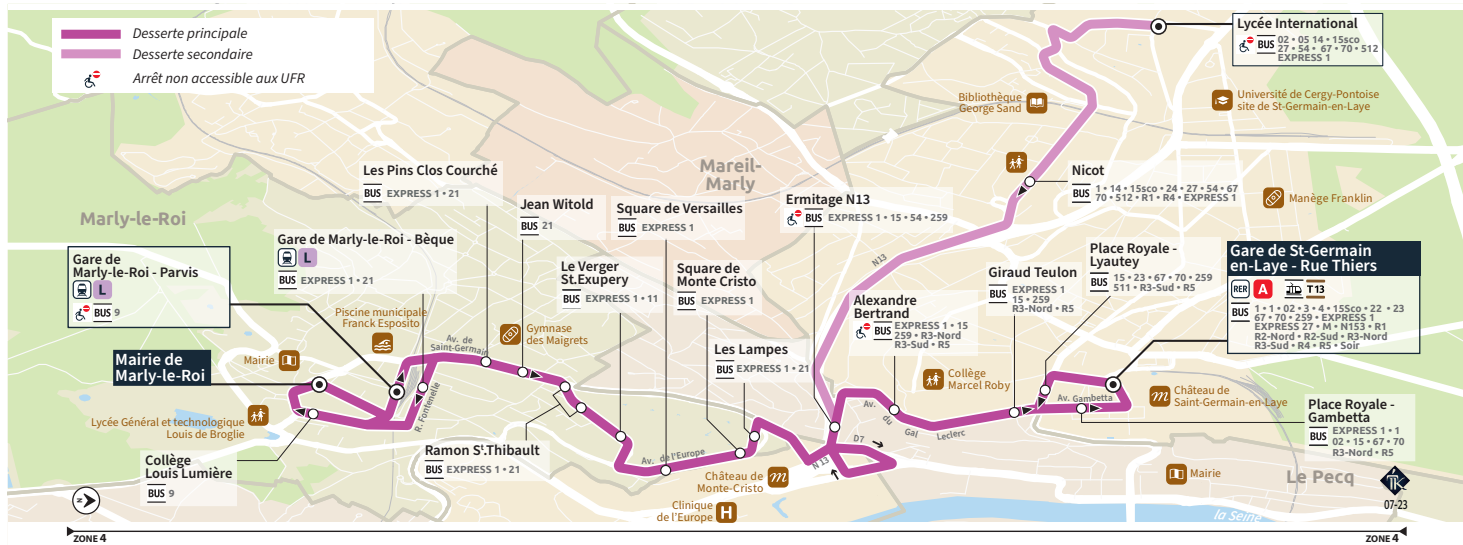 Desserte principale
Desserte secondaire
Arrêt non accessible aux UFR
Lycée International
BUS 02 • 05 14 • 15sco
27 • 54 • 67 • 70 • 512
EXPRESS 1
Bibliothèque
George Sand
Université de Cergy-Pontoise
site de St-Germain-en-Laye
Mareil-
Marly
Les Pins Clos Courché
BUS EXPRESS 1 • 21
Nicot
BUS 1 • 14 • 15sco • 24 • 27 • 54 • 67
70 • 512 • R1 • R4 • EXPRESS 1
Manège Franklin
Marly-le-Roi
Jean Witold
BUS 21
Square de Versailles
BUS EXPRESS 1
Ermitage N13
BUS EXPRESS 1 • 15 • 54 • 259
Gare de
Marly-le-Roi - Parvis
L
BUS 9
Gare de Marly-le-Roi - Bèque
L
BUS EXPRESS 1 • 21
Le Verger
St.Exupery
BUS EXPRESS 1 • 11
Square de
Monte Cristo
BUS EXPRESS 1
N13
Giraud Teulon
BUS EXPRESS 1
15 • 259
R3-Nord • R5
Place Royale -
Lyautey
BUS 15 • 23 • 67 • 70 • 259
511 • R3-Sud • R5
Gare de St-Germain
en-Laye - Rue Thiers
RER A T 13
BUS 1 • 1 • 02 • 3 • 4 • 15Sco • 22 • 23
67 • 70 • 259 • EXPRESS 1
EXPRESS 27 • M • N153 • R1
R2-Nord • R2-Sud • R3-Nord
R3-Sud • R4 • R5 • Soir
Alexandre
Bertrand
BUS EXPRESS 1 • 15
259 • R3-Nord
R3-Sud • R5
Piscine municipale
Franck Esposito
Av. de
Saint-Germain
Gymnase
des Maigrets
Les Lampes
BUS EXPRESS 1 • 21
Mairie de
Marly-le-Roi
Mairie
Collège
Marcel Roby
Château de
Saint-Germain-en-Laye
Av. Gambetta
R. Fontenelle
Lycée Général et technologique
Louis de Broglie
Av.
du
Gal
Leclerc
Place Royale -
Gambetta
BUS EXPRESS 1 • 1
02 • 15 • 67 • 70
R3-Nord • R5
Collège
Louis Lumière
BUS 9
Ramon St.Thibault
BUS EXPRESS 1 • 21
Av. de l'Europe
D7
N 13
Château de
Monte-Cristo
Mairie
Le Pecq
Clinique
de l'Europe
H
N
la Seine
TK
07-23
ZONE 4
ZONE 4